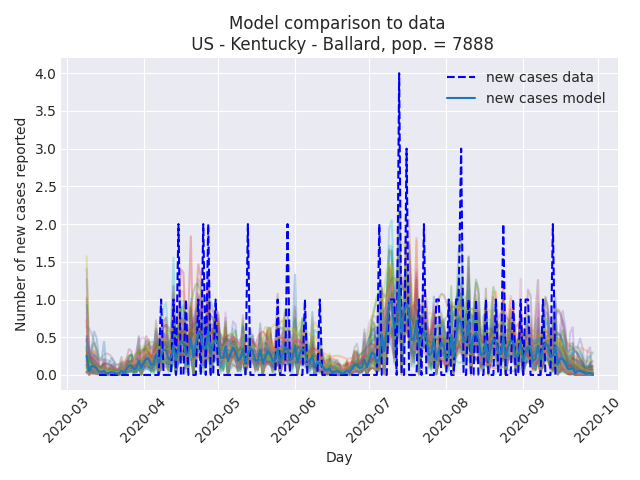 Model comparison to data
US - Kentucky - Ballard, pop. = 7888
new cases data
new cases model
Number of new cases reported
4.0
3.5
3.0
2.5
2.0
1.5
1.0
0.5
0.0
2020-03
2020-04
2020-05
2020-06
2020-07
2020-08
2020-09
2020-10
Day